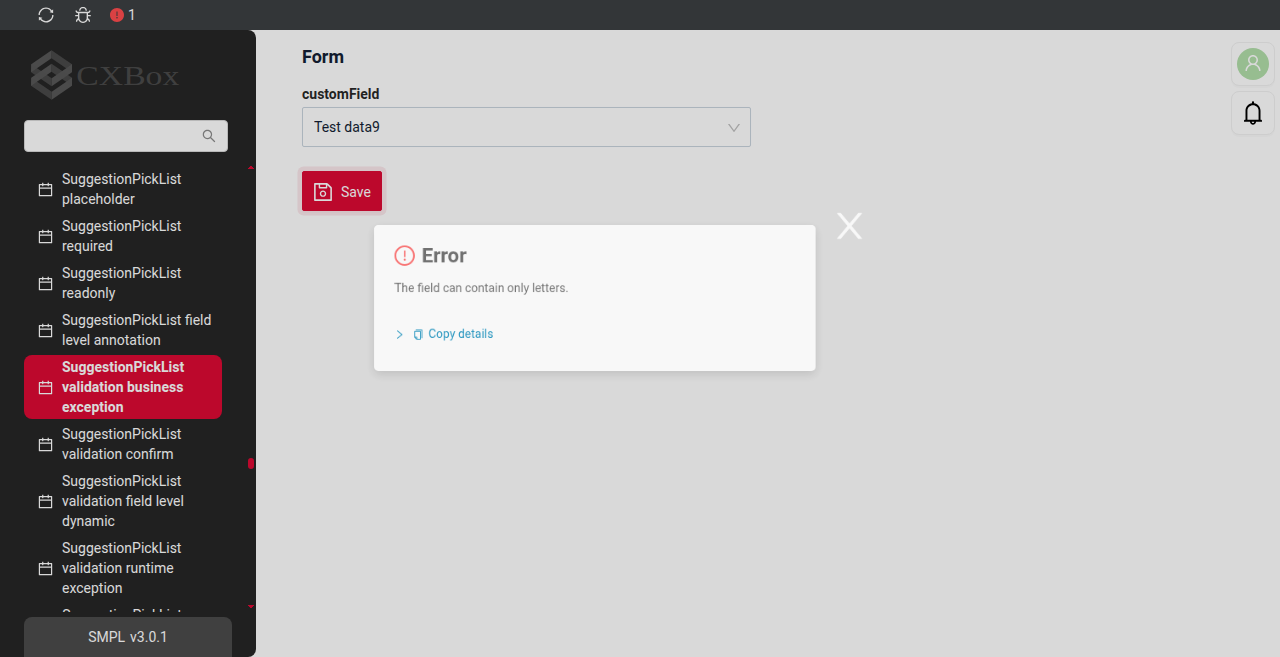 1
CXBox
SuggestionPickList
placeholder
SuggestionPickList
required
SuggestionPickList
readonly
SuggestionPickList field
level annotation
SuggestionPickList
validation business
exception
SuggestionPickList
validation confirm
SuggestionPickList
validation field level
dynamic
SuggestionPickList
validation runtime
exception
SMPL v3.0.1
Form
customField
Test data9
Save
Error
The field can contain only letters.
Copy details